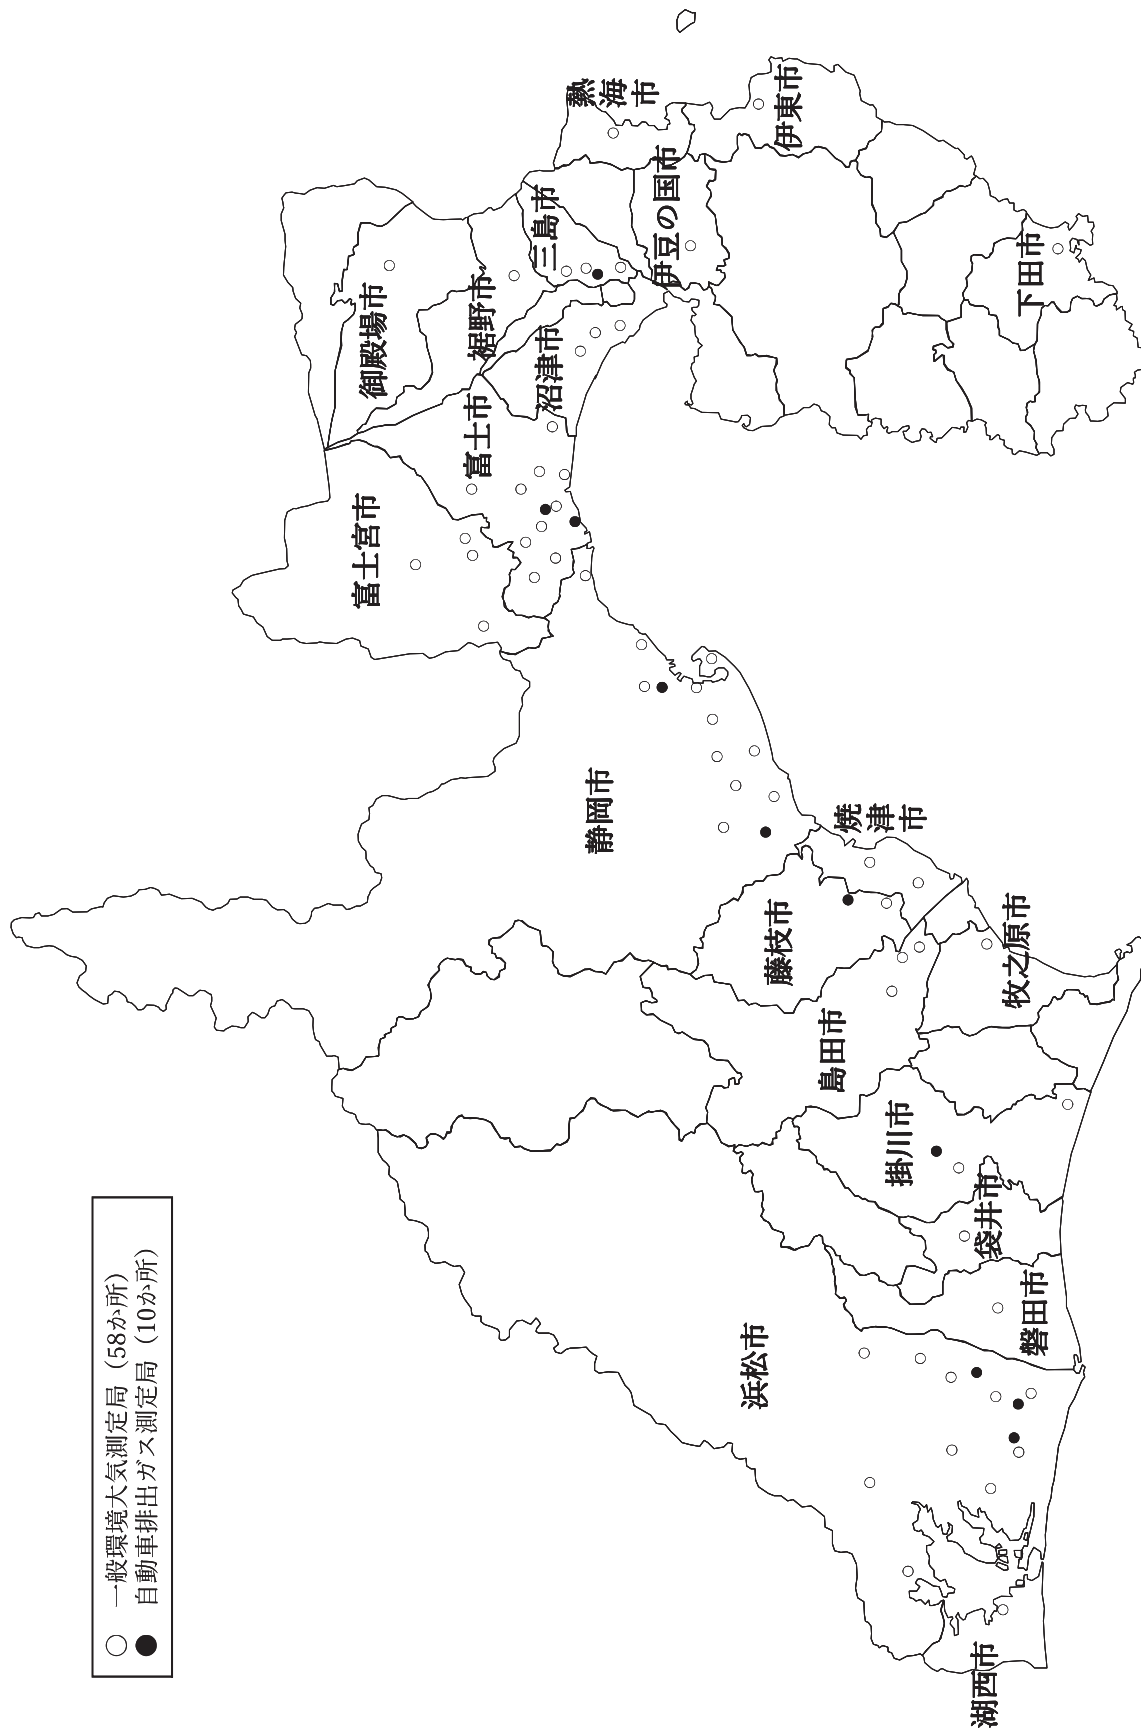 ○ 一般環境大気測定局（58か所）
● 自動車排出ガス測定局（10か所）
富士宮市
御殿場市
富士市
裾野市
沼津市
三島市
熱海市
伊豆の国市
伊東市
下田市
静岡市
焼津市
藤枝市
島田市
牧之原市
掛川市
袋井市
磐田市
浜松市
湖西市